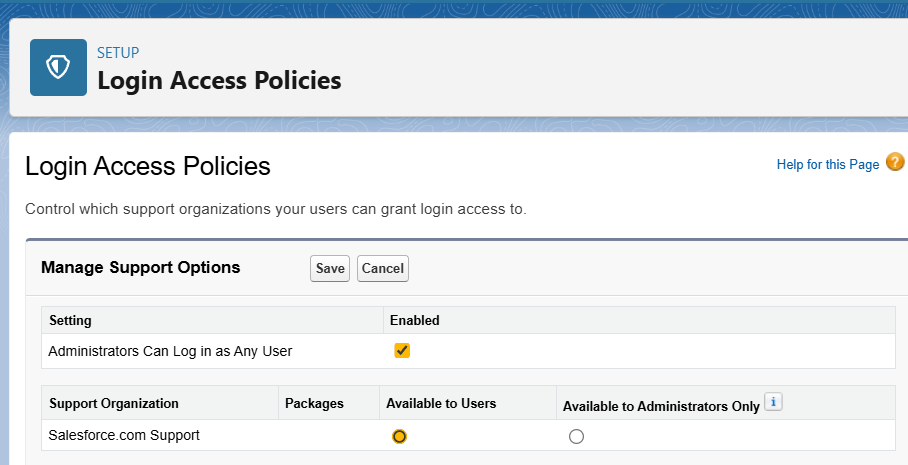 SETUP
Login Access Policies
Login Access Policies
Help for this Page ?
Control which support organizations your users can grant login access to.
Manage Support Options Save Cancel
Setting Enabled
Administrators Can Log in as Any User
Support Organization Packages Available to Users Available to Administrators Only i
Salesforce.com Support